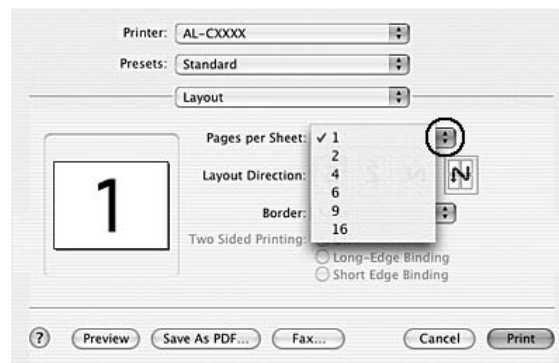 Printer: AL-CXXXX
Presets: Standard
Layout
Pages per Sheet: ✓ 1
2
Layout Direction: 4
6
Border: 9
16
Two Sided Printing:
Long-Edge Binding
Short Edge Binding
1
? Preview Save As PDF... Fax... Cancel Print